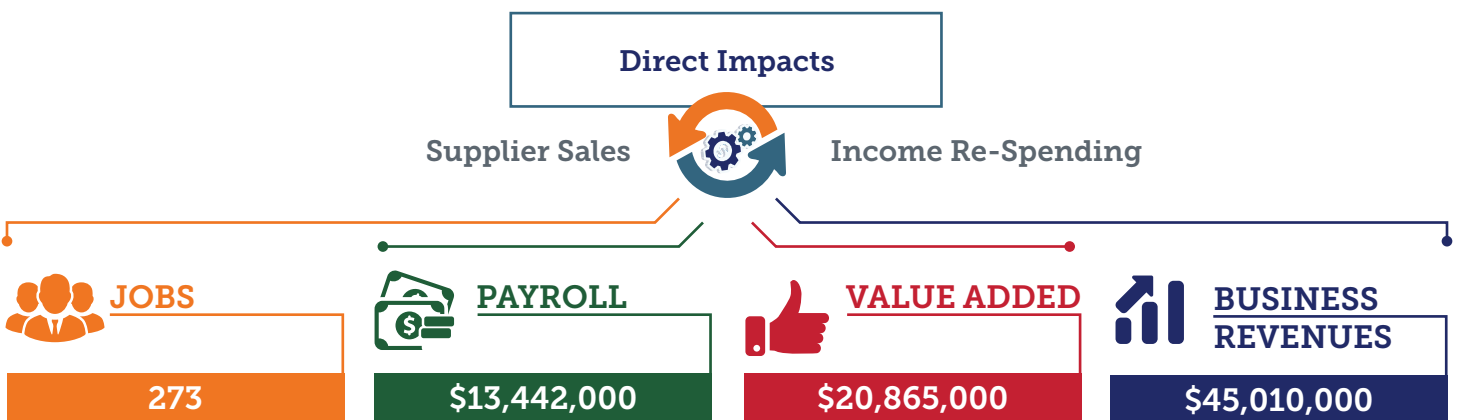 Direct Impacts
Supplier Sales
Income Re-Spending
JOBS
273
PAYROLL
$
$13,442,000
VALUE ADDED
$20,865,000
BUSINESS
REVENUES
$45,010,000